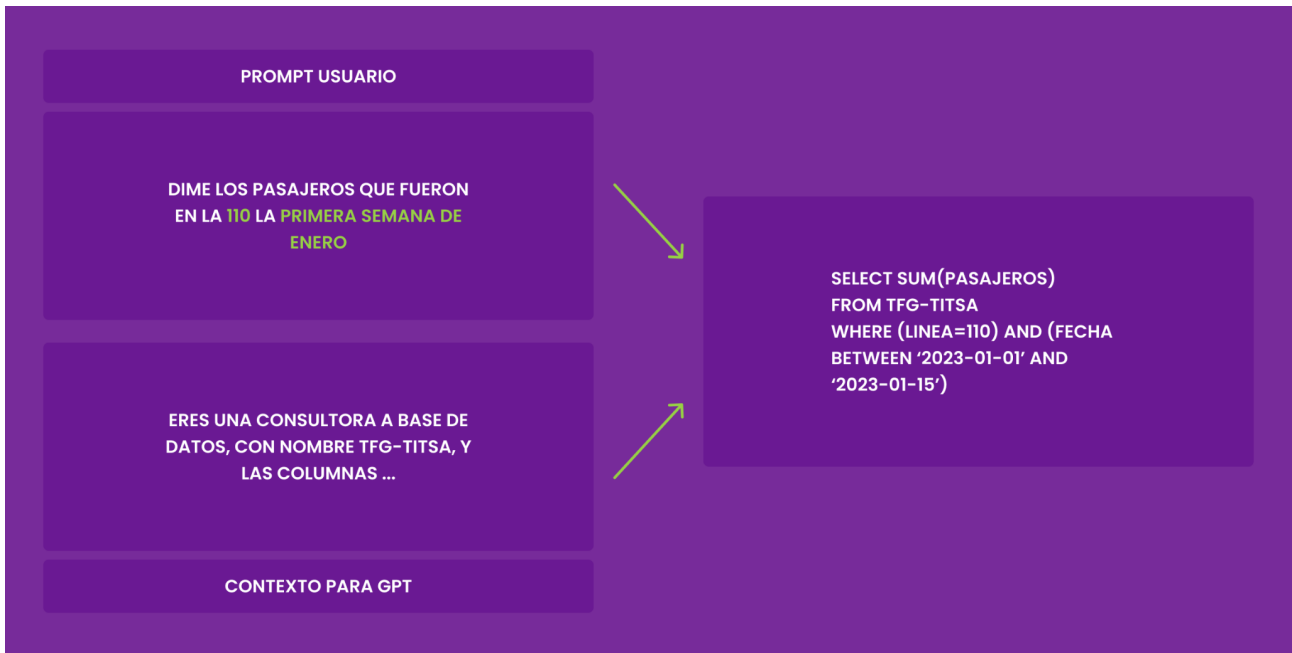 PROMPT USUARIO
DIME LOS PASAJEROS QUE FUERON
EN LA 110 LA PRIMERA SEMANA DE
ENERO
ERES UNA CONSULTORA A BASE DE
DATOS, CON NOMBRE TFG-TITSA, Y
LAS COLUMNAS ...
CONTEXTO PARA GPT
SELECT SUM(PASAJEROS)
FROM TFG-TITSA
WHERE (LINEA=110) AND (FECHA
BETWEEN ‘2023-01-01’ AND
‘2023-01-15’)